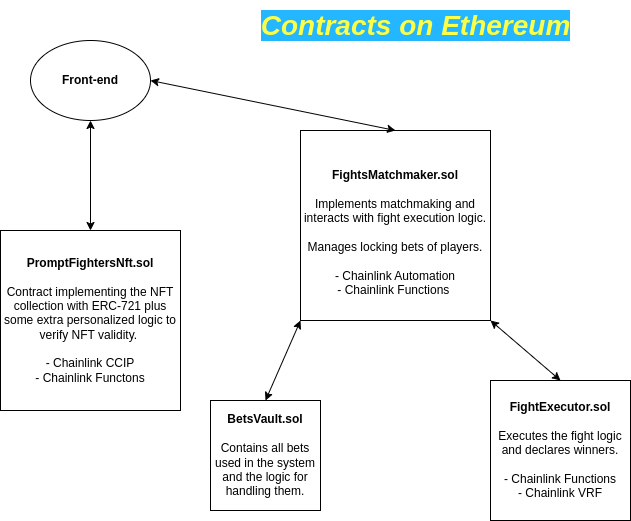 Contracts on Ethereum
Front-end
FightsMatchmaker.sol
Implements matchmaking and
interacts with fight execution logic.
Manages locking bets of players.
- Chainlink Automation
- Chainlink Functions
PromptFightersNft.sol
Contract implementing the NFT
collection with ERC-721 plus
some extra personalized logic to
verify NFT validity.
- Chainlink CCIP
- Chainlink Functons
BetsVault.sol
Contains all bets
used in the system
and the logic for
handling them.
FightExecutor.sol
Executes the fight logic
and declares winners.
- Chainlink Functions
- Chainlink VRF